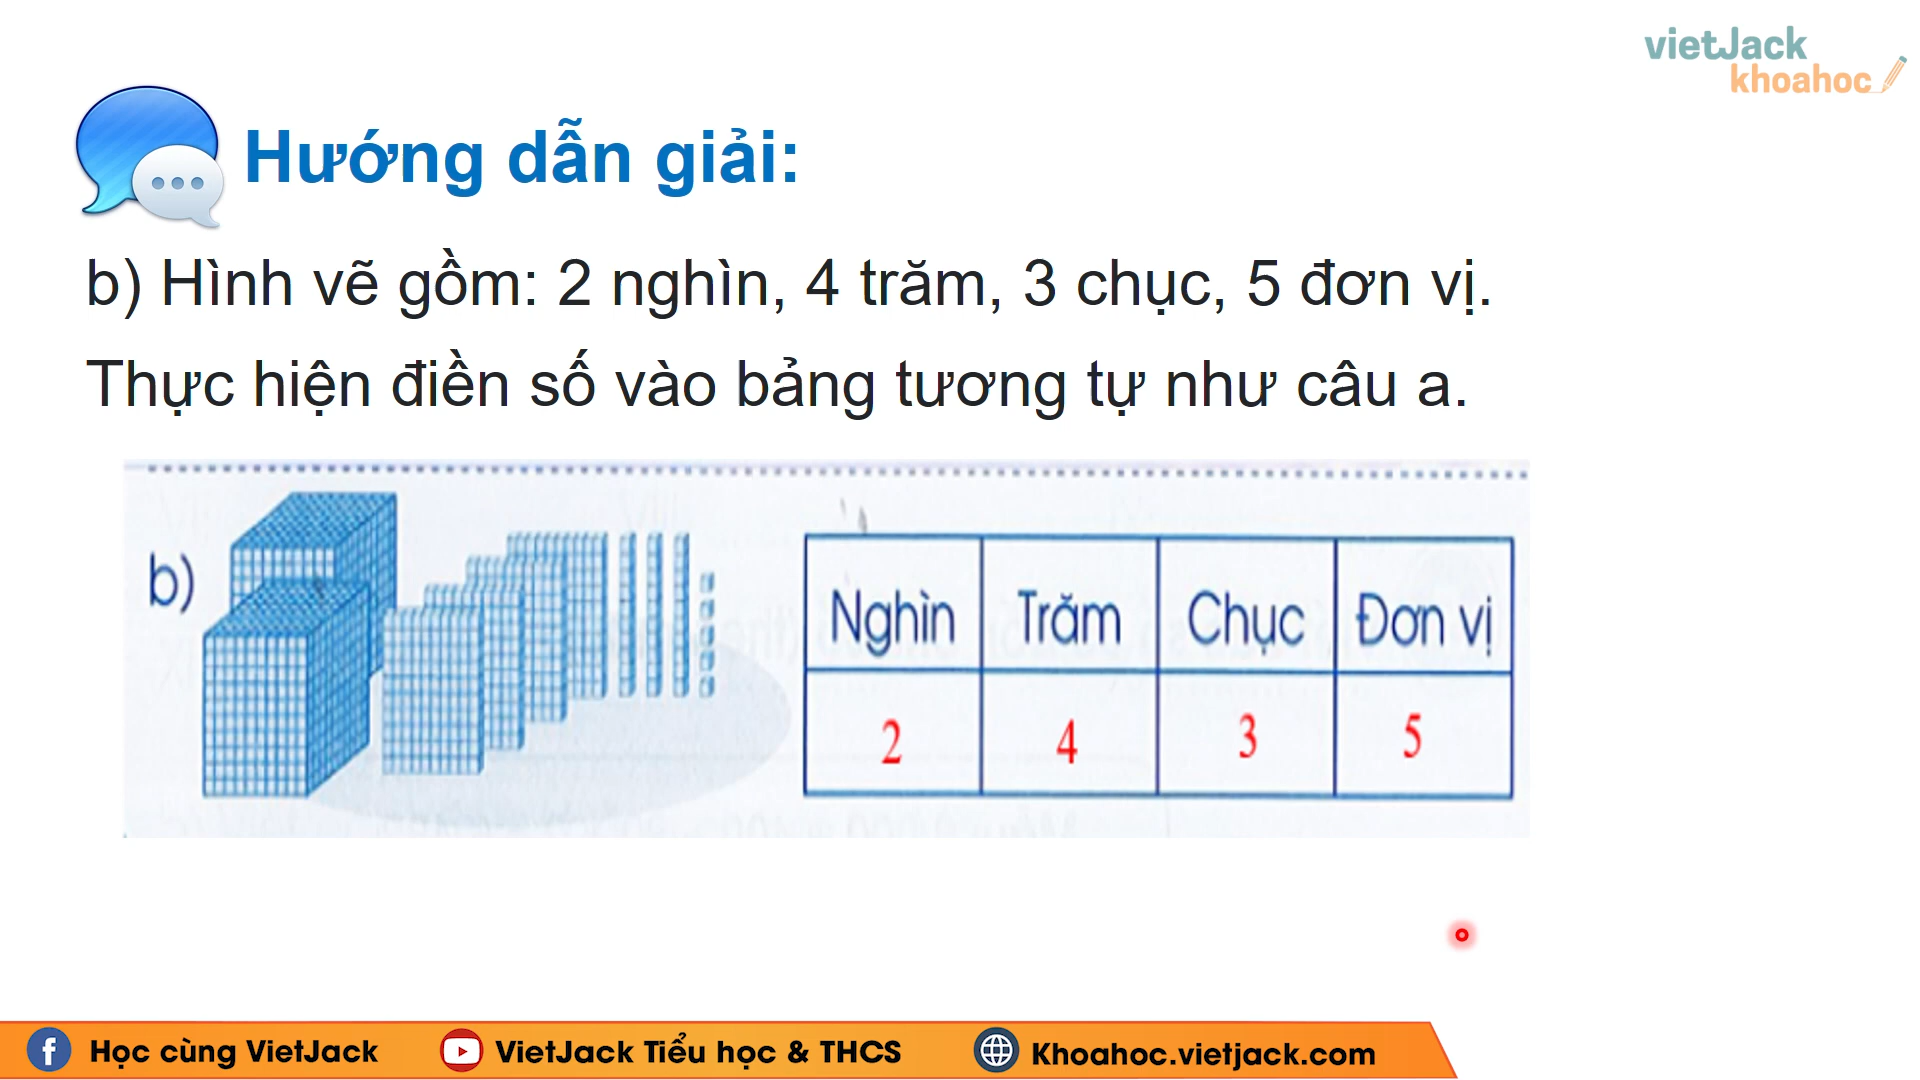 vietJack
khoahoc
Hướng dẫn giải:
b) Hình vẽ gồm: 2 nghìn, 4 trăm, 3 chục, 5 đơn vị.
Thực hiện điền số vào bảng tương tự như câu a.
b)
Nghìn Trăm Chục Đơn vị
2 4 3 5
Học cùng VietJack VietJack Tiểu học & THCS Khoahoc.vietjack.com